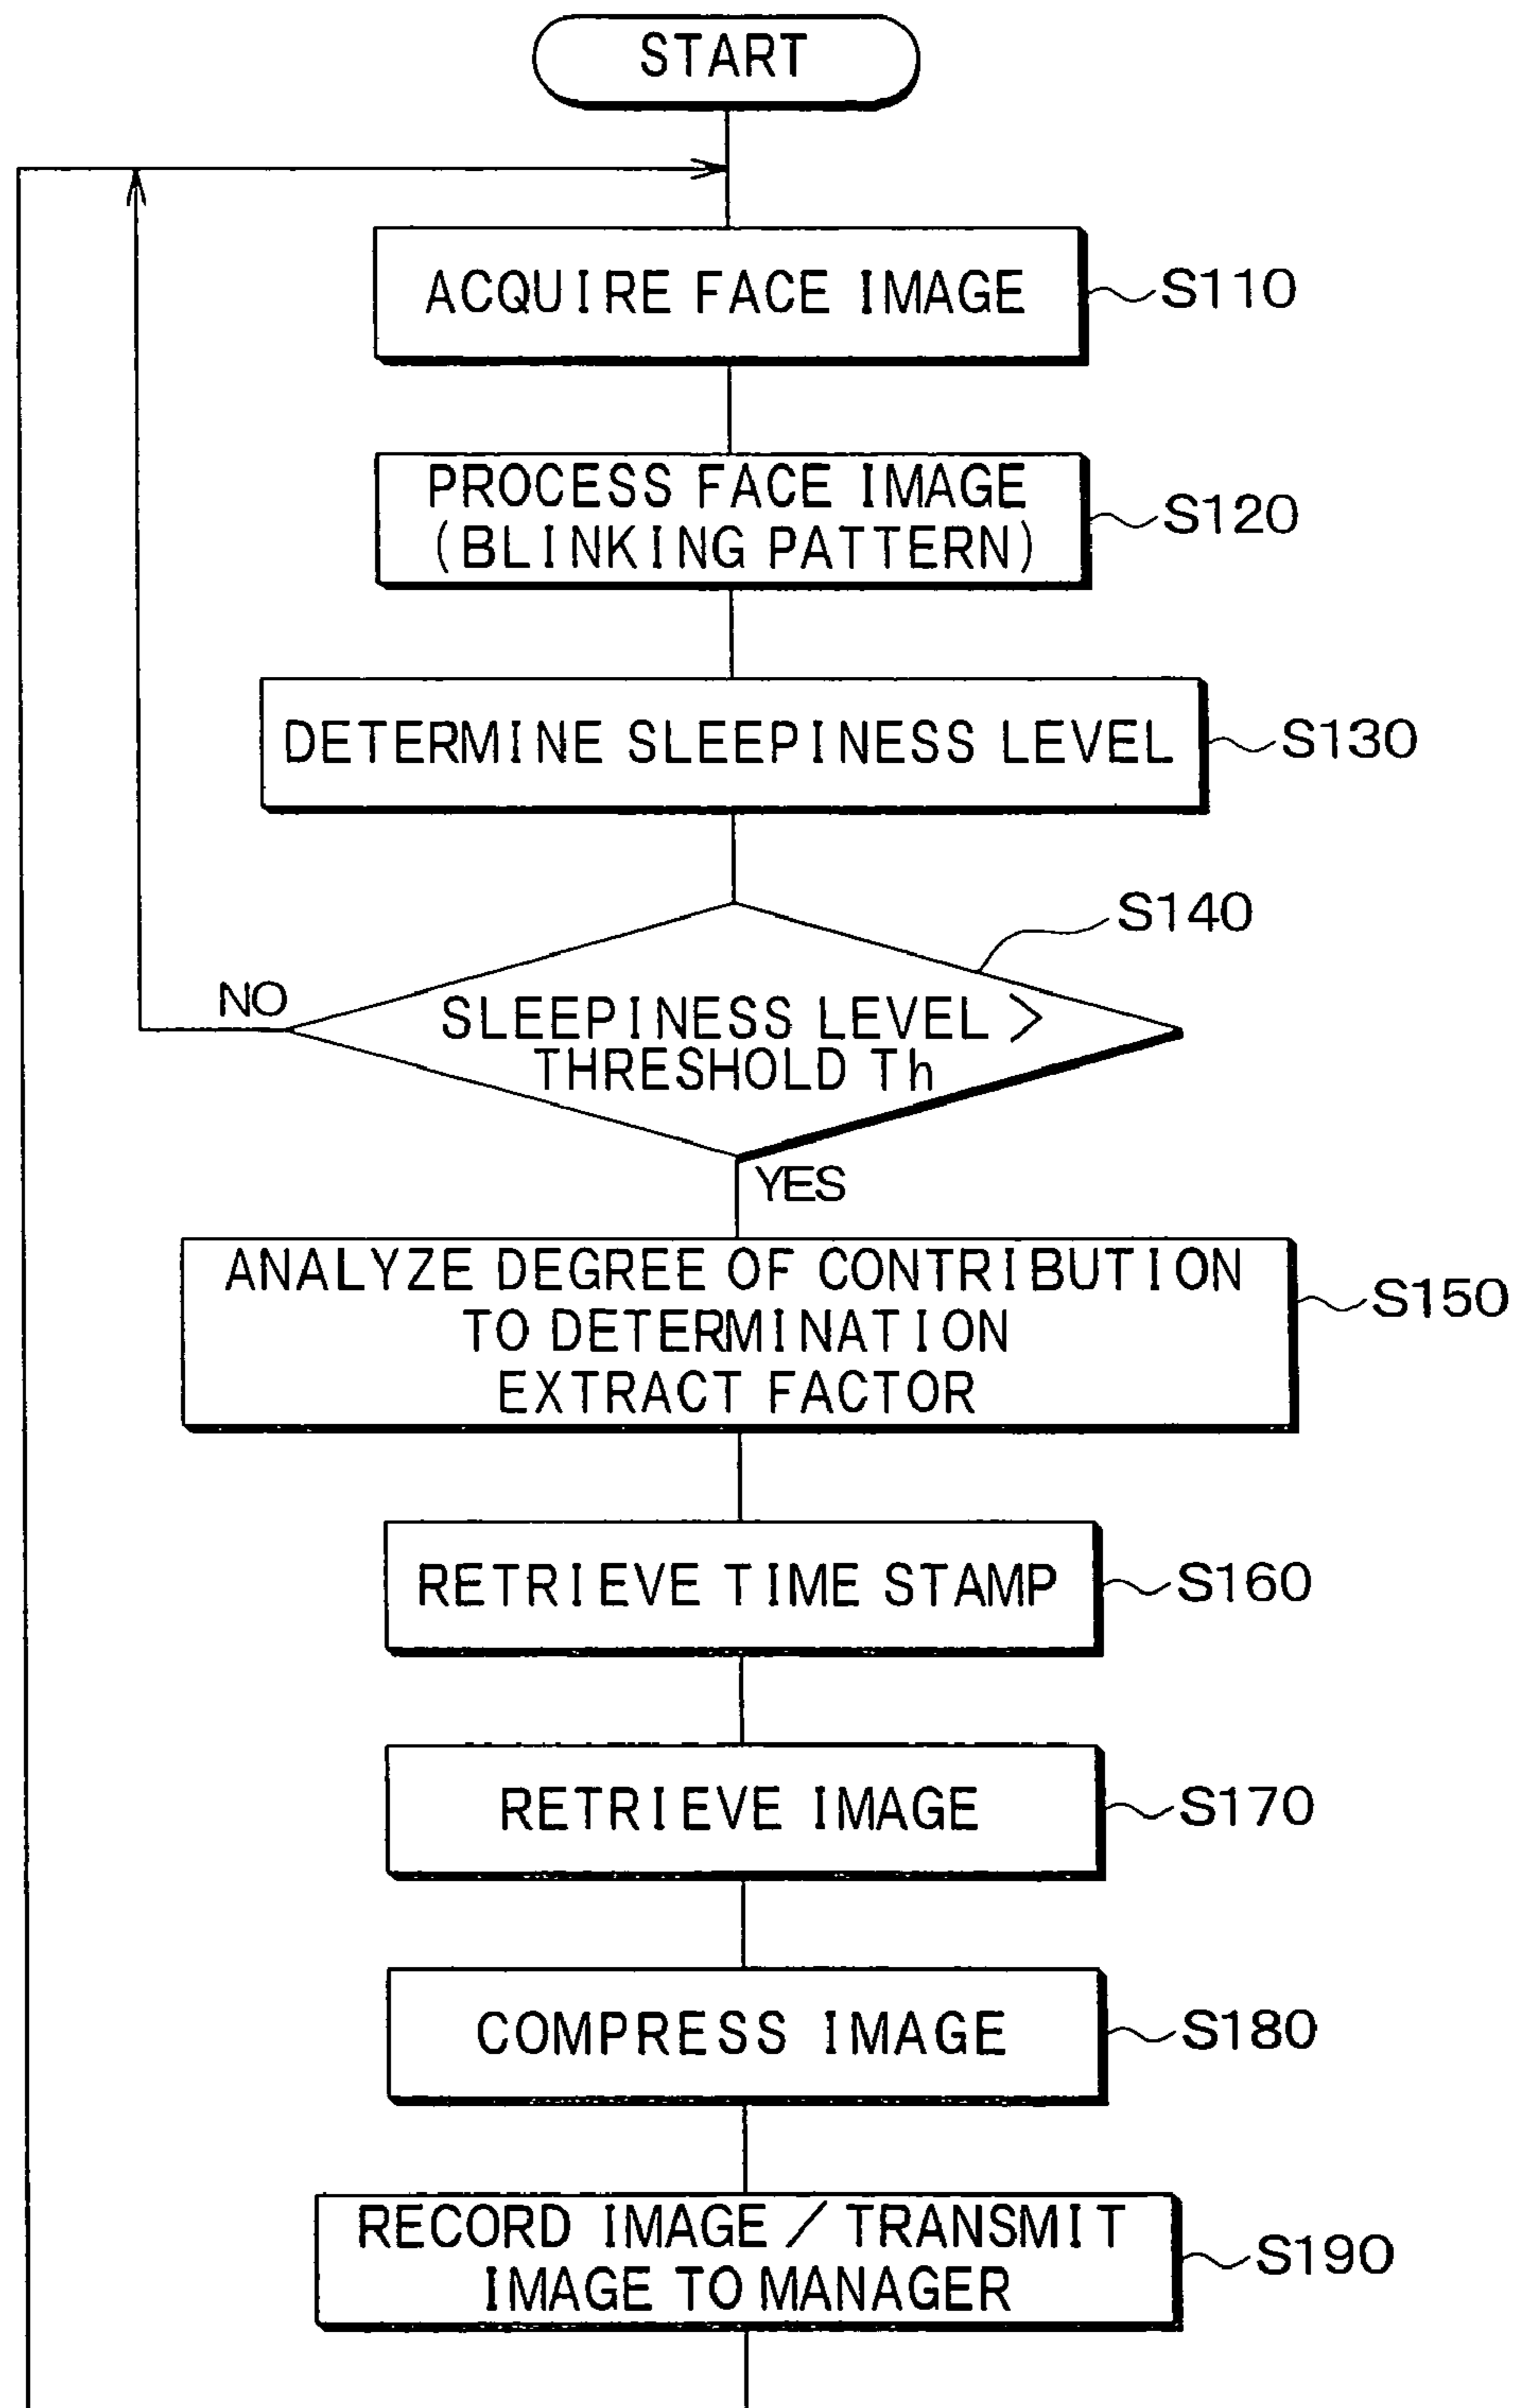 START
ACQUIRE FACE IMAGE
S110
PROCESS FACE IMAGE
(BLINKING PATTERN)
S120
DETERMINE SLEEPINESS LEVEL
S130
S140
NO
SLEEPINESS LEVEL >
THRESHOLD Th
YES
ANALYZE DEGREE OF CONTRIBUTION
TO DETERMINATION
EXTRACT FACTOR
S150
RETRIEVE TIME STAMP
S160
RETRIEVE IMAGE
S170
COMPRESS IMAGE
S180
RECORD IMAGE / TRANSMIT
IMAGE TO MANAGER
S190